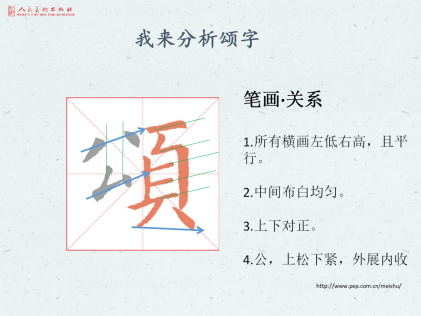 人民美术出版社
我来分析颂字
頌
笔画·关系
1.所有横画左低右高，且平
行。
2.中间布白均匀。
3.上下对正。
4.公，上松下紧，外展内收
http://www.pep.com.cn/meishu/